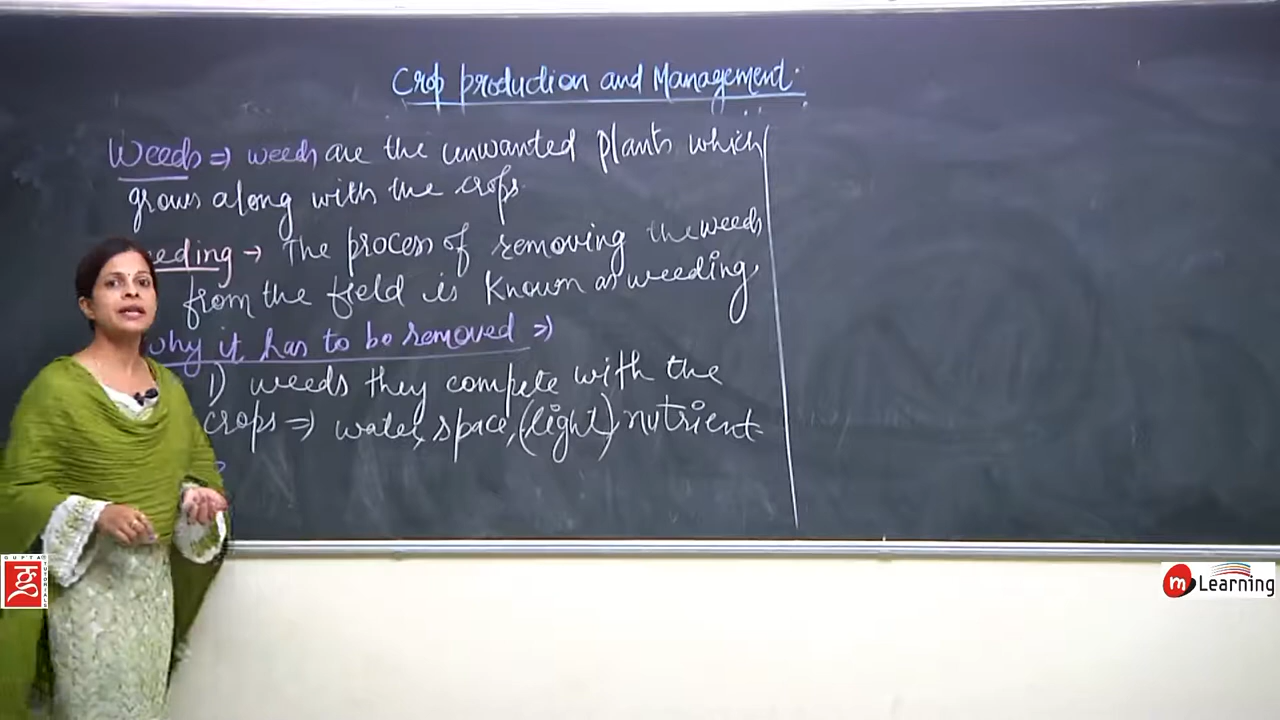 Crop production and Management.
Weeds ⇒ weeds are the unwanted plants which
grows along with the crops.
eding → The process of removing the weeds
from the field is known as weeding.
why it has to be removed ⇒
1) weeds they compete with the
crops ⇒ water, space, (light), nutrient
GUPTA
TUTORIALS
m Learning